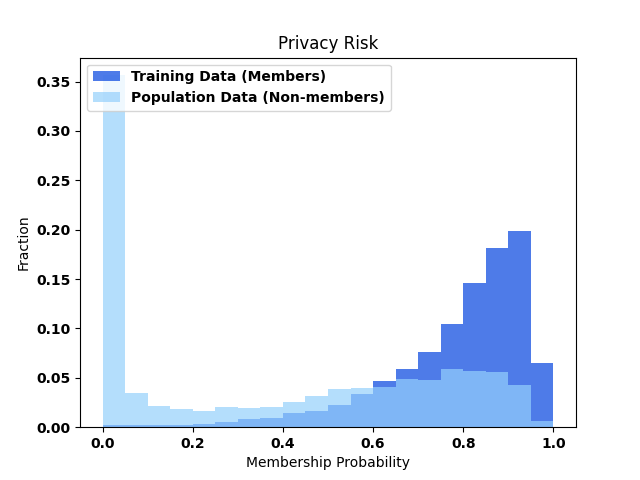 Privacy Risk
Training Data (Members)
Population Data (Non-members)
0.35
0.30
0.25
0.20
0.15
0.10
0.05
0.00
Fraction
0.0 0.2 0.4 0.6 0.8 1.0
Membership Probability